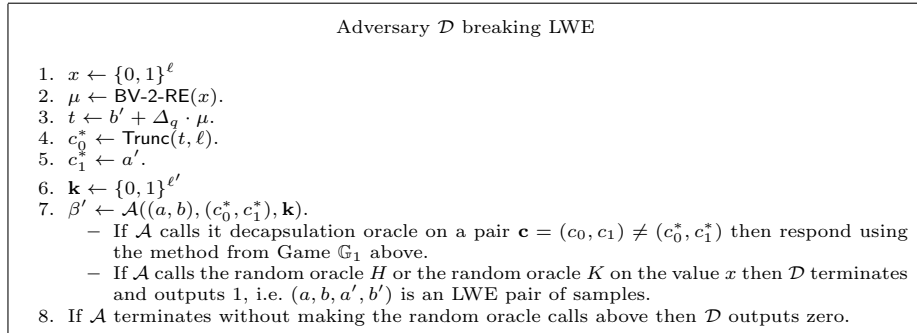 Adversary 𝒟 breaking LWE
1. x ← {0, 1}^ℓ
2. μ ← BV-2-RE(x).
3. t ← b′ + Δ_q · μ.
4. c_0^* ← Trunc(t, ℓ).
5. c_1^* ← a′.
6. k ← {0, 1}^ℓ′
7. β′ ← 𝒜((a, b), (c_0^*, c_1^*), k).
– If 𝒜 calls it decapsulation oracle on a pair c = (c_0, c_1) ≠ (c_0^*, c_1^*) then respond using
the method from Game 𝔾_1 above.
– If 𝒜 calls the random oracle H or the random oracle K on the value x then 𝒟 terminates
and outputs 1, i.e. (a, b, a′, b′) is an LWE pair of samples.
8. If 𝒜 terminates without making the random oracle calls above then 𝒟 outputs zero.